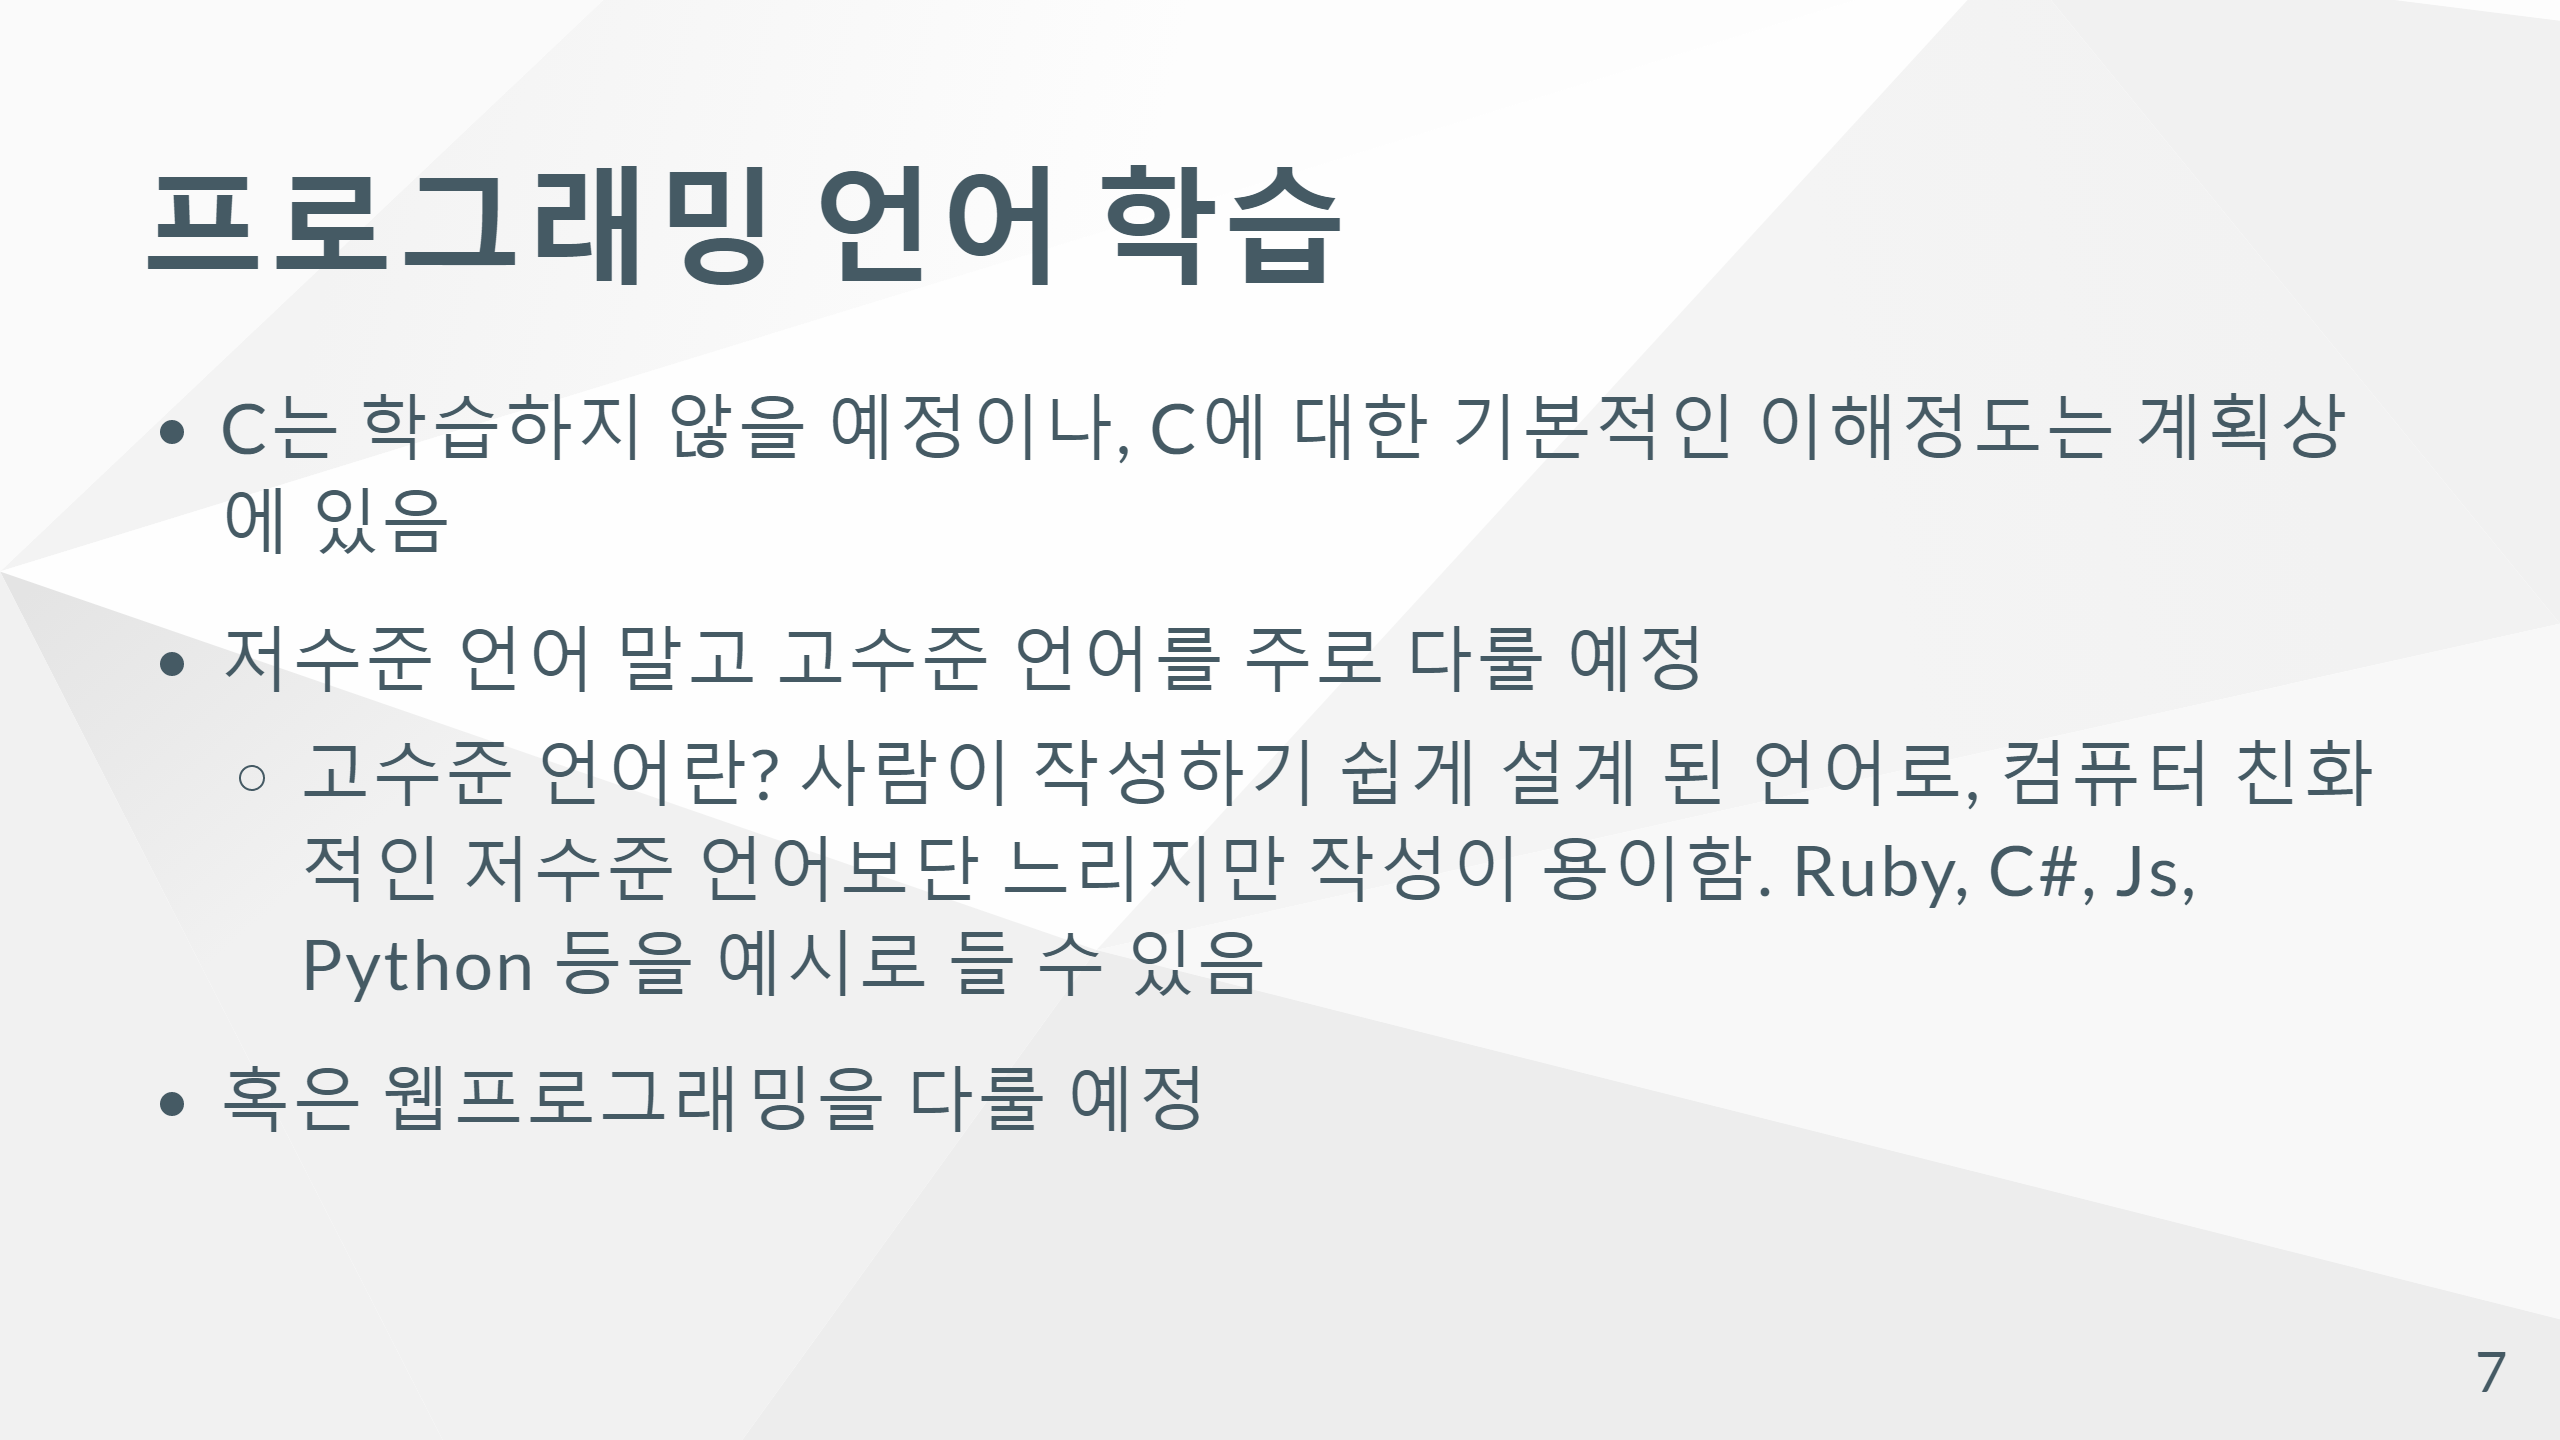 프로그래밍 언어 학습
• C는 학습하지 않을 예정이나, C에 대한 기본적인 이해정도는 계획상
에 있음
• 저수준 언어 말고 고수준 언어를 주로 다룰 예정
○ 고수준 언어란? 사람이 작성하기 쉽게 설계 된 언어로, 컴퓨터 친화
적인 저수준 언어보단 느리지만 작성이 용이함. Ruby, C#, Js,
Python 등을 예시로 들 수 있음
• 혹은 웹프로그래밍을 다룰 예정
7